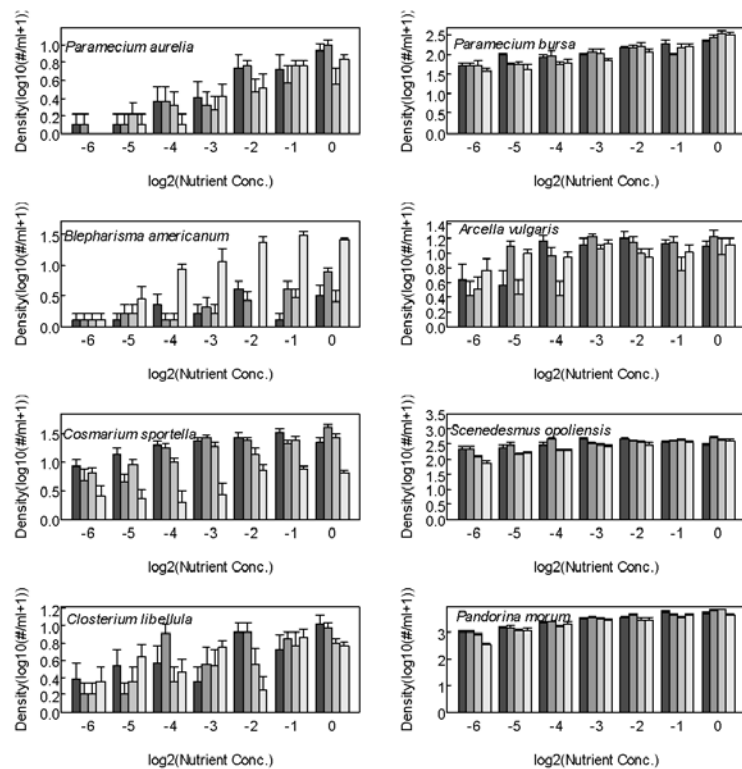 Density(log10(#/ml+1))
1.0
0.8
0.6
0.4
0.2
0.0
Paramecium aurelia
-6 -5 -4 -3 -2 -1 0
log2(Nutrient Conc.)
Density(log10(#/ml+1))
2.5
2.0
1.5
1.0
0.5
0.0
Paramecium bursa
-6 -5 -4 -3 -2 -1 0
log2(Nutrient Conc.)
Density(log10(#/ml+1))
1.5
1.0
0.5
0.0
Blepharisma americanum
-6 -5 -4 -3 -2 -1 0
log2(Nutrient Conc.)
Density(log10(#/ml+1))
1.4
1.2
1.0
0.8
0.6
0.4
0.2
0.0
Arcella vulgaris
-6 -5 -4 -3 -2 -1 0
log2(Nutrient Conc.)
Density(log10(#/ml+1))
1.5
1.0
0.5
0.0
Cosmarium sportella
-6 -5 -4 -3 -2 -1 0
log2(Nutrient Conc.)
Density(log10(#/ml+1))
3.5
2.5
2.0
1.5
1.0
0.5
0.0
Scenedesmus opoliensis
-6 -5 -4 -3 -2 -1 0
log2(Nutrient Conc.)
Density(log10(#/ml+1))
1.2
1.0
0.8
0.6
0.4
0.2
0.0
Closterium libellula
-6 -5 -4 -3 -2 -1 0
log2(Nutrient Conc.)
Density(log10(#/ml+1))
3
2
0
Pandorina morum
-6 -5 -4 -3 -2 -1 0
log2(Nutrient Conc.)